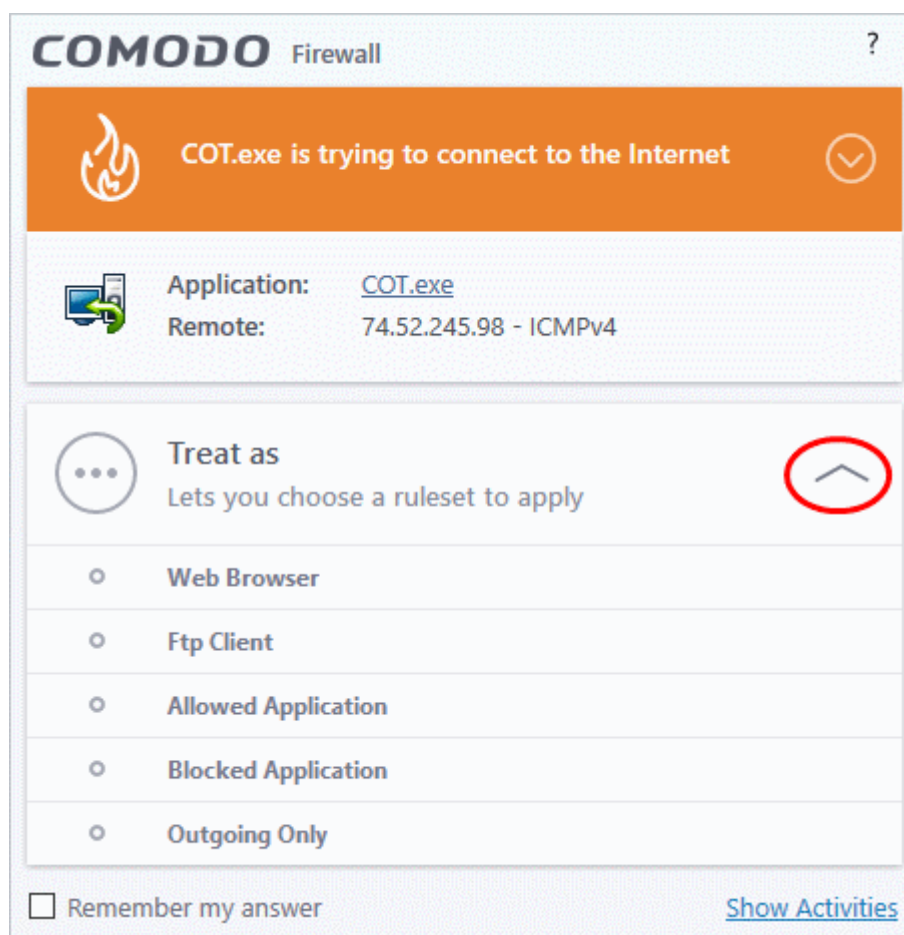 COMODO Firewall ?
COT.exe is trying to connect to the Internet
Application: COT.exe
Remote: 74.52.245.98 - ICMPv4
Treat as
Lets you choose a ruleset to apply
Web Browser
Ftp Client
Allowed Application
Blocked Application
Outgoing Only
Remember my answer Show Activities